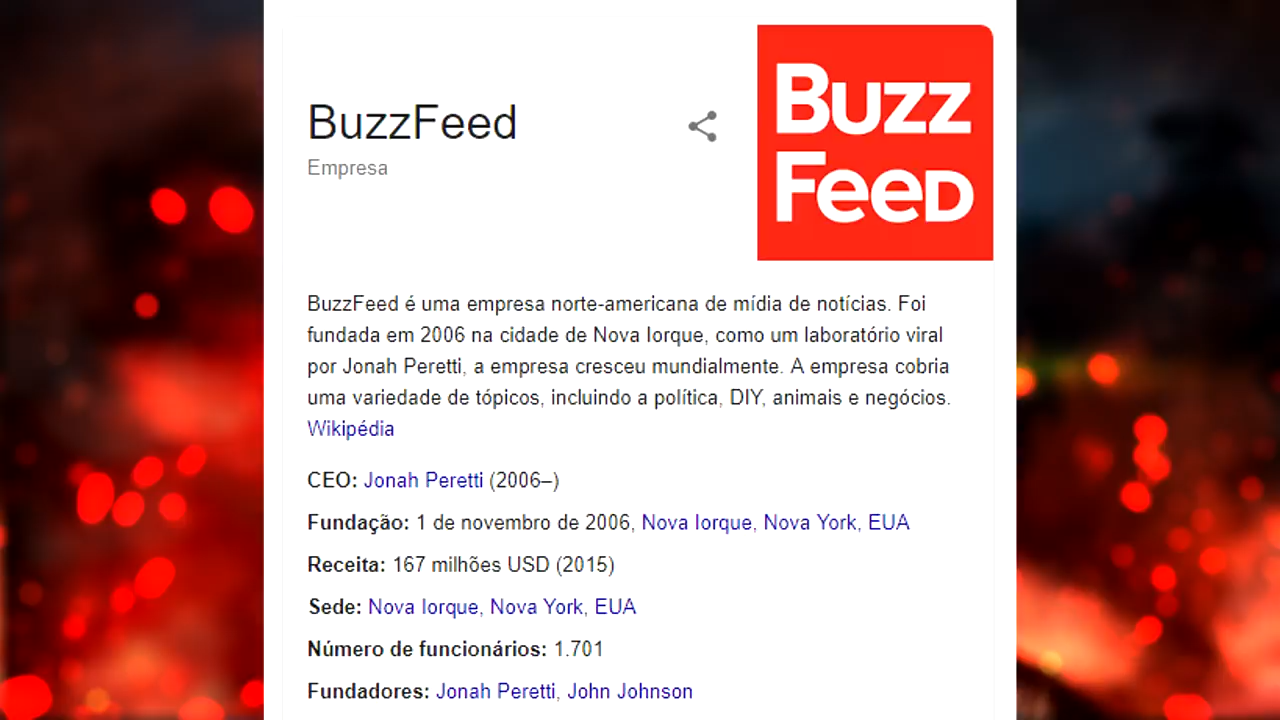 BuzzFeed
Empresa
BUZZ
FEED
BuzzFeed é uma empresa norte-americana de mídia de notícias. Foi
fundada em 2006 na cidade de Nova Iorque, como um laboratório viral
por Jonah Peretti, a empresa cresceu mundialmente. A empresa cobria
uma variedade de tópicos, incluindo a política, DIY, animais e negócios.
Wikipédia
CEO: Jonah Peretti (2006–)
Fundação: 1 de novembro de 2006, Nova Iorque, Nova York, EUA
Receita: 167 milhões USD (2015)
Sede: Nova Iorque, Nova York, EUA
Número de funcionários: 1.701
Fundadores: Jonah Peretti, John Johnson